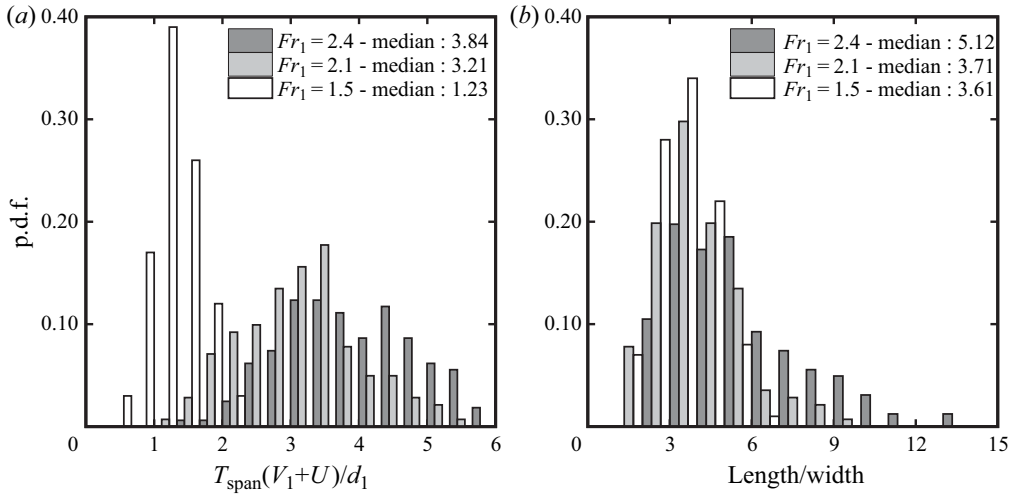 (a)
0.40
0.30
0.20
0.10
p.d.f.
Fr1 = 2.4 - median : 3.84
Fr1 = 2.1 - median : 3.21
Fr1 = 1.5 - median : 1.23
0 1 2 3 4 5 6
Tspan(V1+U)/d1
(b)
0.40
0.30
0.20
0.10
Fr1 = 2.4 - median : 5.12
Fr1 = 2.1 - median : 3.71
Fr1 = 1.5 - median : 3.61
0 3 6 9 12 15
Length/width